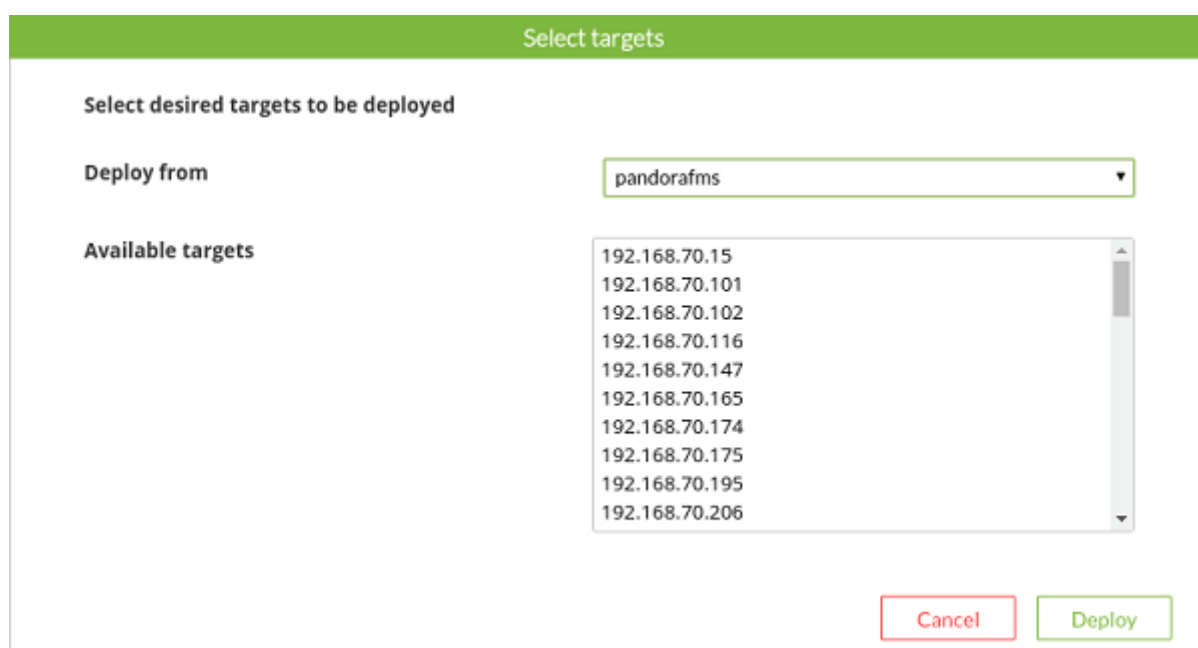 Select targets
Select desired targets to be deployed
Deploy from
pandorafms
Available targets
192.168.70.15
192.168.70.101
192.168.70.102
192.168.70.116
192.168.70.147
192.168.70.165
192.168.70.174
192.168.70.175
192.168.70.195
192.168.70.206
Cancel
Deploy